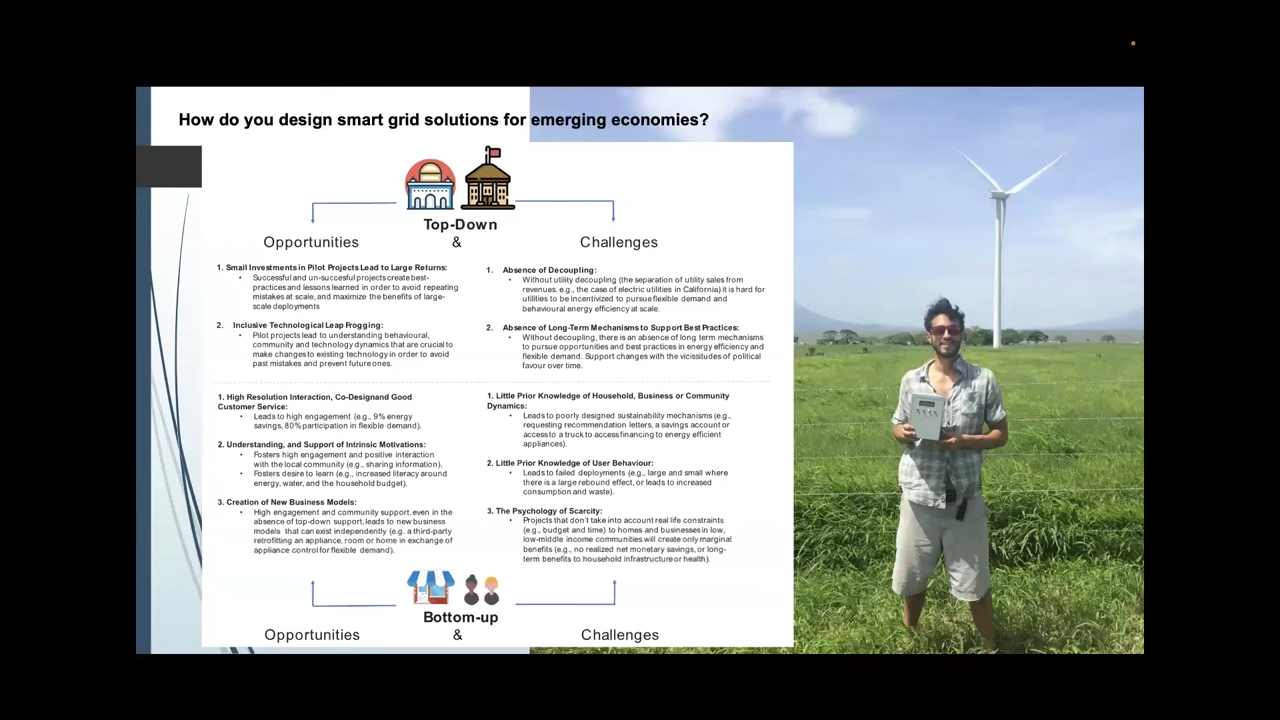 How do you design smart grid solutions for emerging economies?
Top-Down
&
Opportunities
Challenges
1. Small Investments in Pilot Projects Lead to Large Returns:
• Successful and un-succesful projects create best-
practices and lessons learned in order to avoid repeating
mistakes at scale, and maximize the benefits of large-
scale deployments
2. Inclusive Technological Leap Frogging:
• Pilot projects lead to understanding behavioural,
community and technology dynamics that are crucial to
make changes to existing technology in order to avoid
past mistakes and prevent future ones.
1. Absence of Decoupling:
• Without utility decoupling (the separation of utility sales from
revenues. e.g., the case of electric utilities in California) it is hard for
utilities to be incentivized to pursue flexible demand and
behavioural energy efficiency at scale.
2. Absence of Long-Term Mechanisms to Support Best Practices:
• Without decoupling, there is an absence of long term mechanisms
to pursue opportunities and best practices in energy efficiency and
flexible demand. Support changes with the vicissitudes of political
favour over time.
1. High Resolution Interaction, Co-Design and Good
Customer Service:
• Leads to high engagement (e.g., 9% energy
savings, 80% participation in flexible demand).
2. Understanding, and Support of Intrinsic Motivations:
• Fosters high engagement and positive interaction
with the local community (e.g., sharing information).
• Fosters desire to learn (e.g., increased literacy around
energy, water, and the household budget).
3. Creation of New Business Models:
• High engagement and community support, even in the
absence of top-down support, leads to new business
models that can exist independently (e.g. a third-party
retrofitting an appliance, room or home in exchange of
appliance control for flexible demand).
1. Little Prior Knowledge of Household, Business or Community
Dynamics:
• Leads to poorly designed sustainability mechanisms (e.g.,
requesting recommendation letters, a savings account or
access to a truck to access financing to energy efficient
appliances).
2. Little Prior Knowledge of User Behaviour:
• Leads to failed deployments (e.g., large and small where
there is a large rebound effect, or leads to increased
consumption and waste).
3. The Psychology of Scarcity:
• Projects that don't take into account real life constraints
(e.g., budget and time) to homes and businesses in low,
low-middle income communities will create only marginal
benefits (e.g., no realized net monetary savings, or long-
term benefits to household infrastructure or health).
Bottom-up
&
Opportunities
Challenges